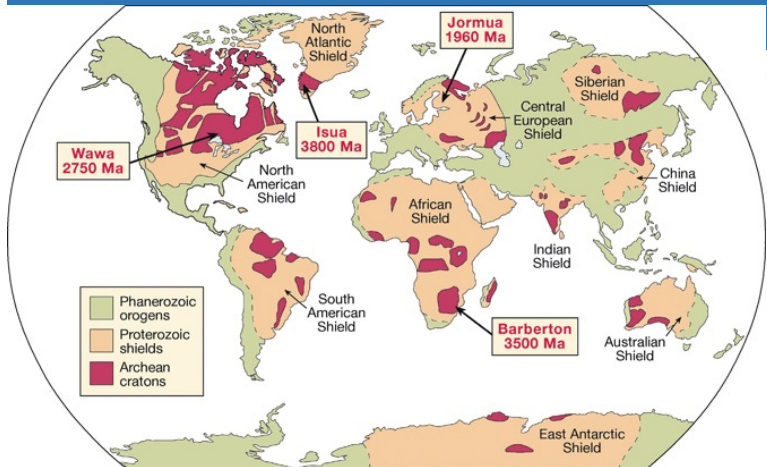 North
Atlantic
Shield
Jormua
1960 Ma
Siberian
Shield
Central
European
Shield
Isua
3800 Ma
Wawa
2750 Ma
North
American
Shield
China
Shield
African
Shield
Indian
Shield
South
American
Shield
Phanerozoic
orogens
Proterozoic
shields
Archean
cratons
Barberton
3500 Ma
Australian
Shield
East Antarctic
Shield